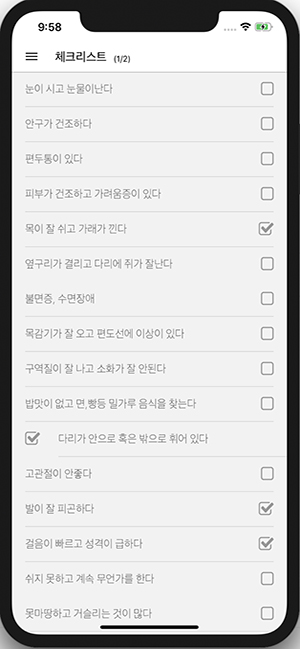 9:58
체크리스트 (1/2)
눈이 시고 눈물이난다
안구가 건조하다
편두통이 있다
피부가 건조하고 가려움증이 있다
목이 잘 쉬고 가래가 낀다
옆구리가 결리고 다리에 쥐가 잘난다
불면증, 수면장애
목감기가 잘 오고 편도선에 이상이 있다
구역질이 잘 나고 소화가 잘 안된다
밥맛이 없고 면,빵등 밀가루 음식을 찾는다
다리가 안으로 혹은 밖으로 휘어 있다
고관절이 안좋다
발이 잘 피곤하다
걸음이 빠르고 성격이 급하다
쉬지 못하고 계속 무언가를 한다
못마땅하고 거슬리는 것이 많다